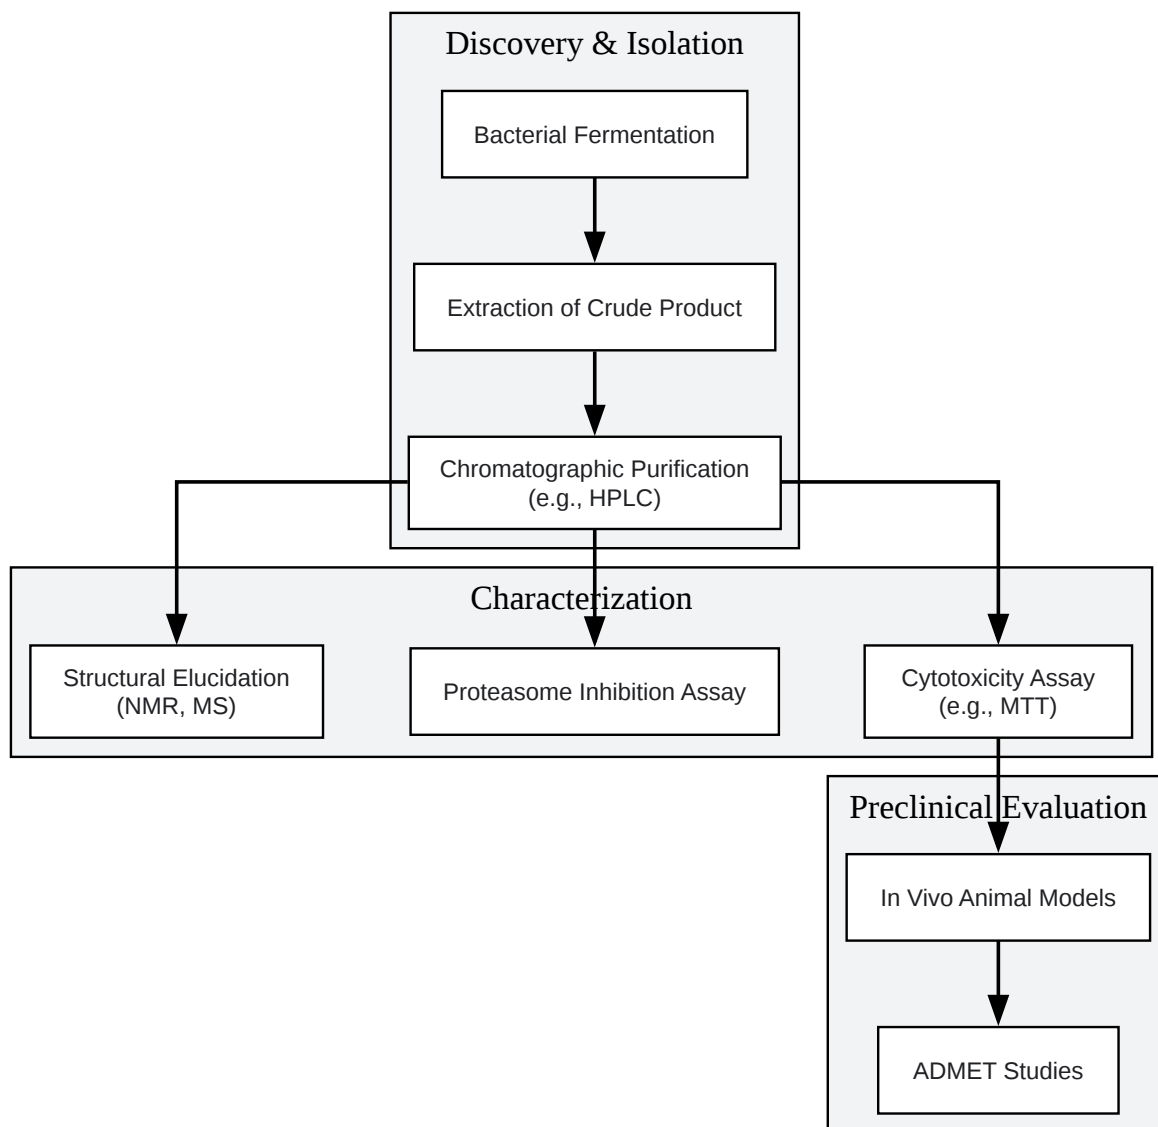 Discovery & Isolation
Bacterial Fermentation
Extraction of Crude Product
Chromatographic Purification
(e.g., HPLC)
Characterization
Structural Elucidation
(NMR, MS)
Proteasome Inhibition Assay
Cytotoxicity Assay
(e.g., MTT)
Preclinical Evaluation
In Vivo Animal Models
ADMET Studies